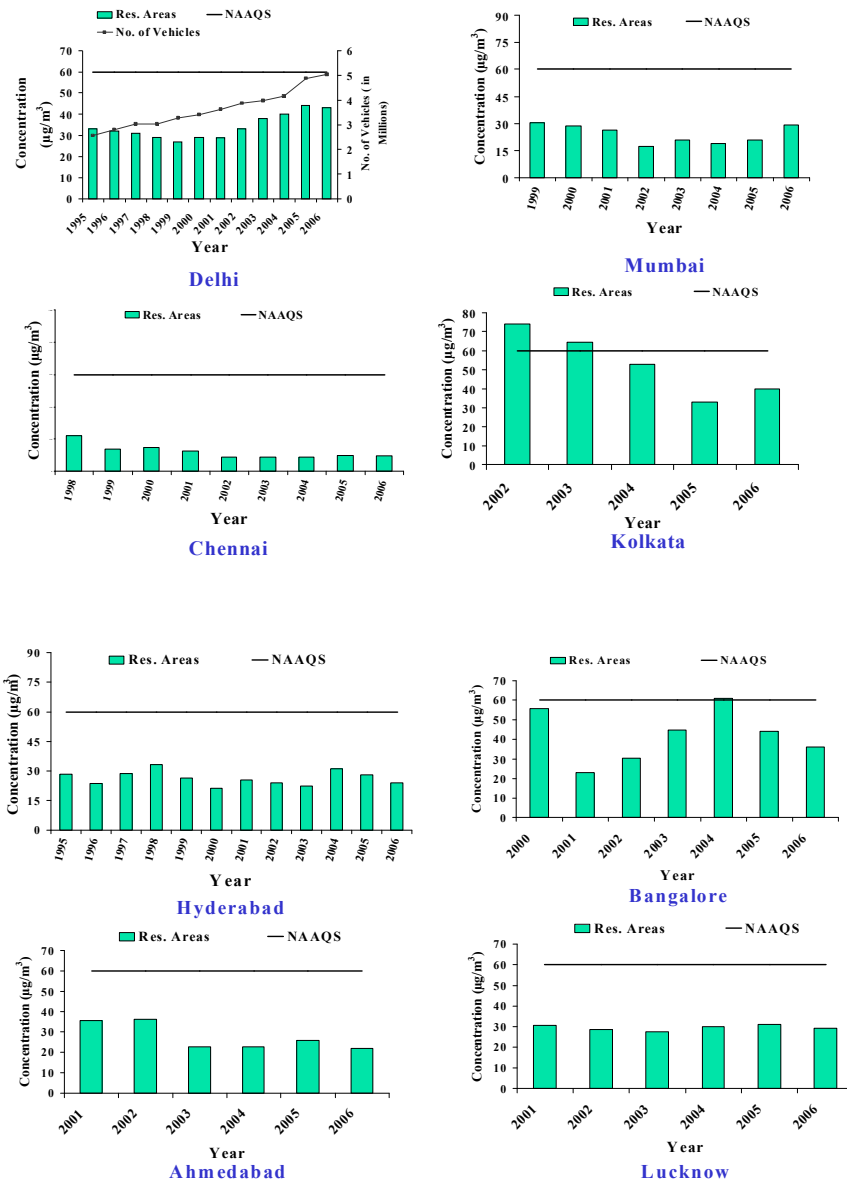 Res. Areas NAAQS
No. of Vehicles
Concentration
(µg/m³)
70
60
50
40
30
20
10
0
6
5
4
3
2
1
0
No. of Vehicles ( in
Millions)
1995 1996 1997 1998 1999 2000 2001 2002 2003 2004 2005 2006
Year
Delhi
Res. Areas NAAQS
Concentration (µg/m³)
90
75
60
45
30
15
0
1999 2000 2001 2002 2003 2004 2005 2006
Year
Mumbai
Res. Areas NAAQS
Concentration (µg/m³)
1998 1999 2000 2001 2002 2003 2004 2005 2006
Year
Chennai
Res. Areas NAAQS
Concentration (µg/m³)
80
70
60
50
40
30
20
10
0
2002 2003 2004 2005 2006
Year
Kolkata
Res. Areas NAAQS
Concentration (µg/m³)
90
75
60
45
30
15
0
1995 1996 1997 1998 1999 2000 2001 2002 2003 2004 2005 2006
Year
Hyderabad
Res. Areas NAAQS
Concentration (µg/m³)
70
60
50
40
30
20
10
0
2000 2001 2002 2003 2004 2005 2006
Year
Bangalore
Res. Areas NAAQS
Concentration (µg/m³)
70
60
50
40
30
20
10
0
2001 2002 2003 2004 2005 2006
Year
Ahmedabad
Res. Areas NAAQS
Concentration (µg/m³)
70
60
50
40
30
20
10
0
2001 2002 2003 2004 2005 2006
Year
Lucknow